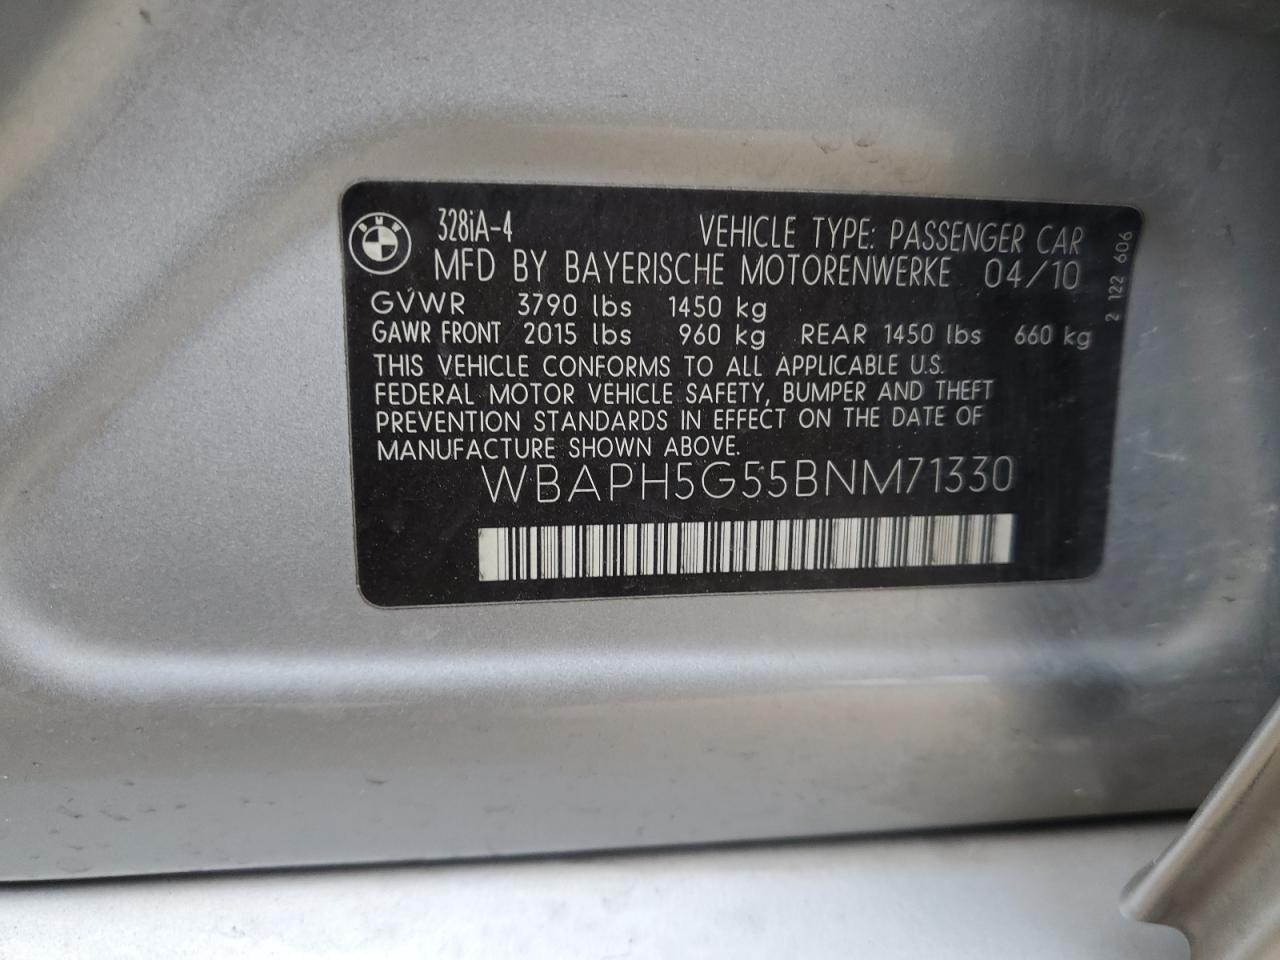 328iA-4 VEHICLE TYPE: PASSENGER CAR
MFD BY BAYERISCHE MOTORENWERKE 04/10
GVWR 3790 lbs 1450 kg
GAWR FRONT 2015 lbs 960 kg REAR 1450 lbs 660 kg
THIS VEHICLE CONFORMS TO ALL APPLICABLE U.S.
FEDERAL MOTOR VEHICLE SAFETY, BUMPER AND THEFT
PREVENTION STANDARDS IN EFFECT ON THE DATE OF
MANUFACTURE SHOWN ABOVE.
WBAPH5G55BNM71330
2 122 606